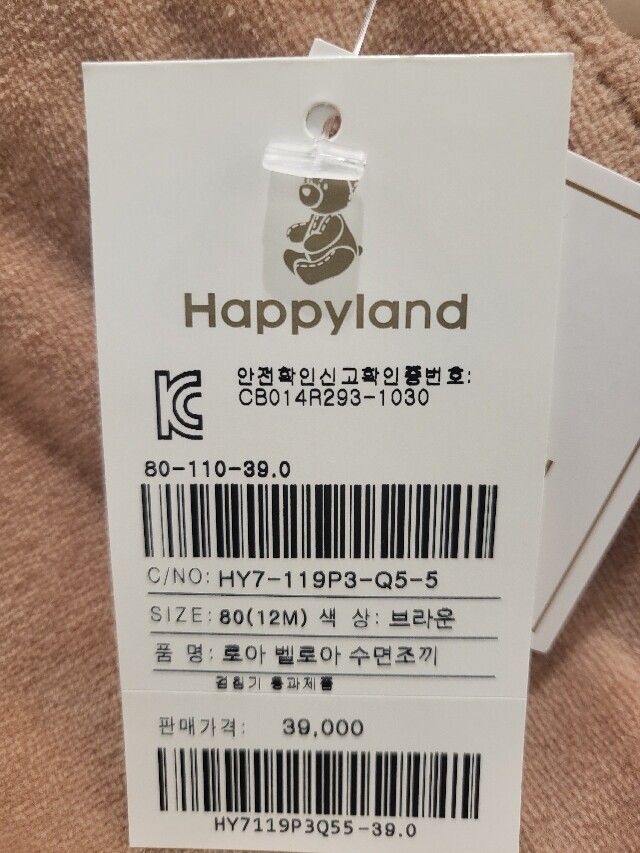 Happyland
안전확인신고확인증번호:
CB014R293-1030
80-110-39.0
C/NO: HY7-119P3-Q5-5
SIZE: 80(12M) 색 상: 브라운
품 명: 로아 벨로아 수면조끼
검침기 통과제품
판매가격: 39,000
HY7119P3Q55-39.0